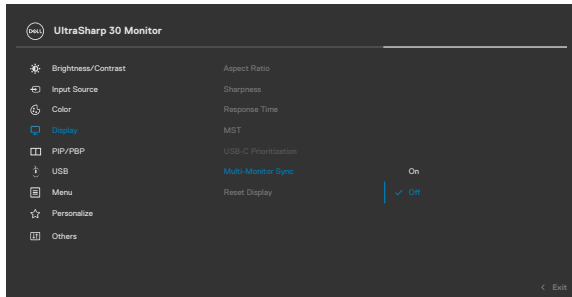 DELL UltraSharp 30 Monitor
Brightness/Contrast Aspect Ratio
Input Source Sharpness
Color Response Time
Display MST
PIP/PBP USB-C Prioritization
USB Multi-Monitor Sync On
Menu Reset Display Off
Personalize
Others
Exit